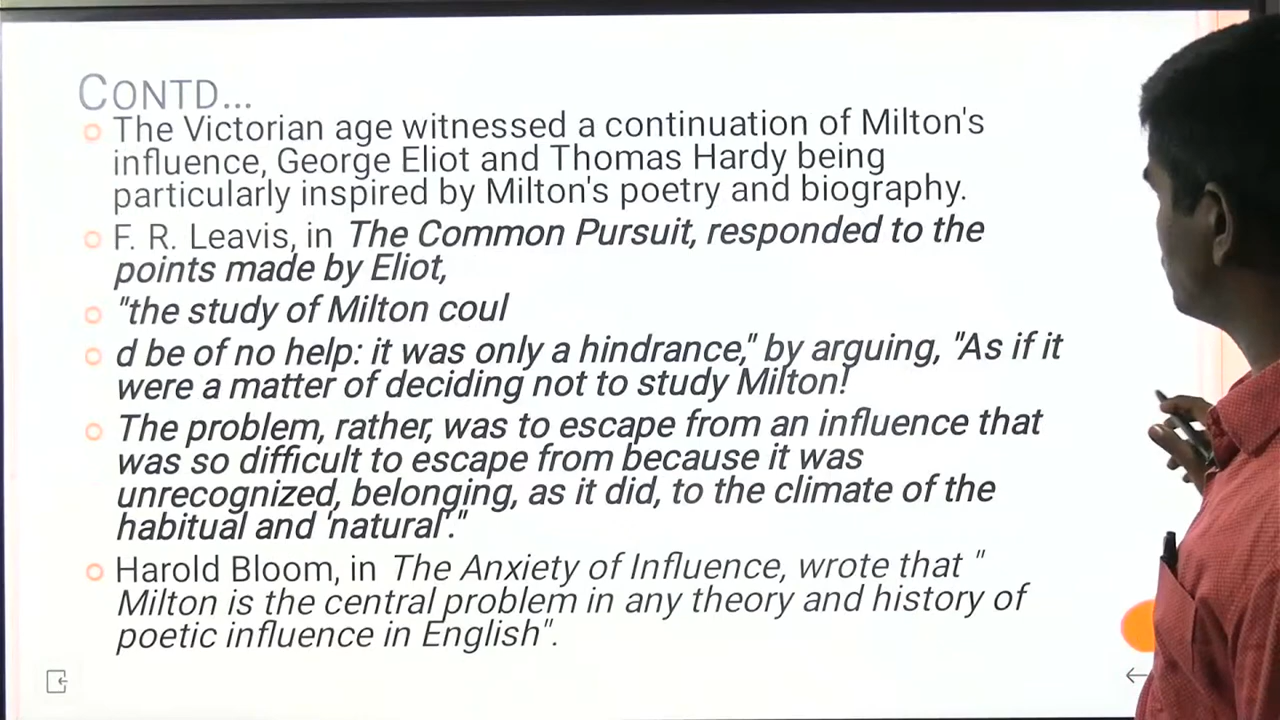 CONTD...
The Victorian age witnessed a continuation of Milton's
influence, George Eliot and Thomas Hardy being
particularly inspired by Milton's poetry and biography.
F. R. Leavis, in The Common Pursuit, responded to the
points made by Eliot,
"the study of Milton coul
d be of no help: it was only a hindrance," by arguing, "As if it
were a matter of deciding not to study Milton!
The problem, rather, was to escape from an influence that
was so difficult to escape from because it was
unrecognized, belonging, as it did, to the climate of the
habitual and 'natural'."
Harold Bloom, in The Anxiety of Influence, wrote that "
Milton is the central problem in any theory and history of
poetic influence in English".